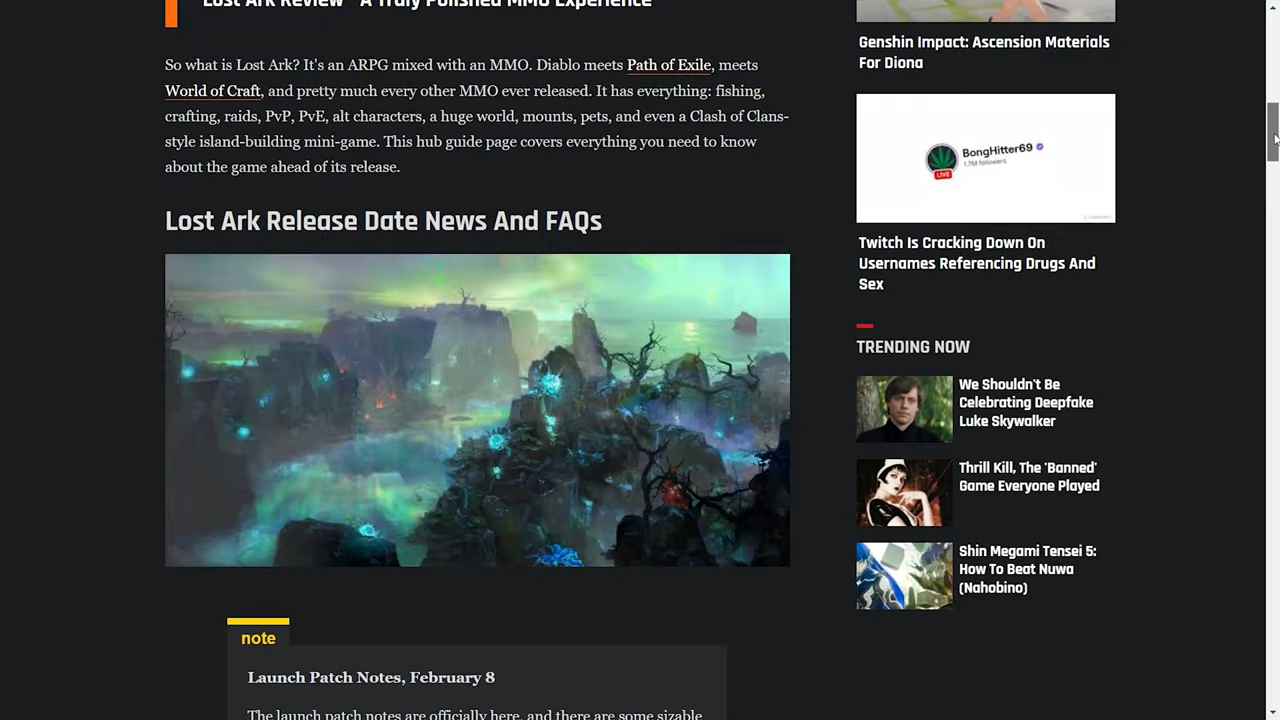 Lost Ark Review - A Truly Polished MMO Experience
So what is Lost Ark? It's an ARPG mixed with an MMO. Diablo meets Path of Exile, meets
World of Craft, and pretty much every other MMO ever released. It has everything: fishing,
crafting, raids, PvP, PvE, alt characters, a huge world, mounts, pets, and even a Clash of Clans-
style island-building mini-game. This hub guide page covers everything you need to know
about the game ahead of its release.
Lost Ark Release Date News And FAQs
note
Launch Patch Notes, February 8
The launch patch notes are officially here, and there are some sizable
Genshin Impact: Ascension Materials
For Diona
BongHitter69
1.7M followers
LIVE
Twitch Is Cracking Down On
Usernames Referencing Drugs And
Sex
TRENDING NOW
We Shouldn't Be
Celebrating Deepfake
Luke Skywalker
Thrill Kill, The 'Banned'
Game Everyone Played
Shin Megami Tensei 5:
How To Beat Nuwa
(Nahobino)